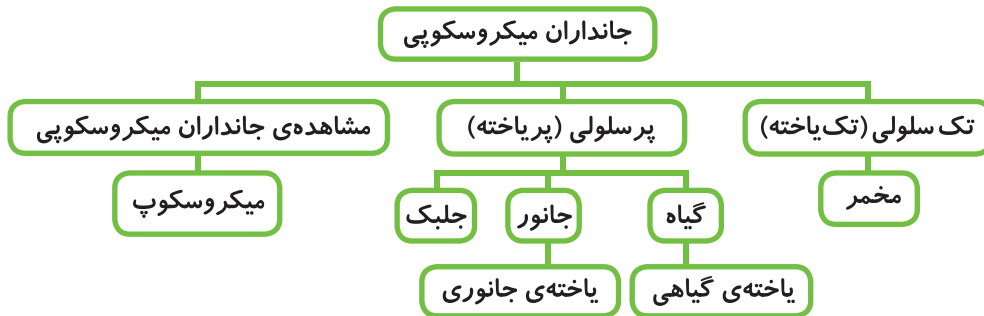 جانداران میکروسکوپی
تک سلولی (تک‌یاخته)
پرسلولی (پریاخته)
مشاهده‌ی جانداران میکروسکوپی
مخمر
گیاه
جانور
جلبک
میکروسکوپ
یاخته‌ی گیاهی
یاخته‌ی جانوری